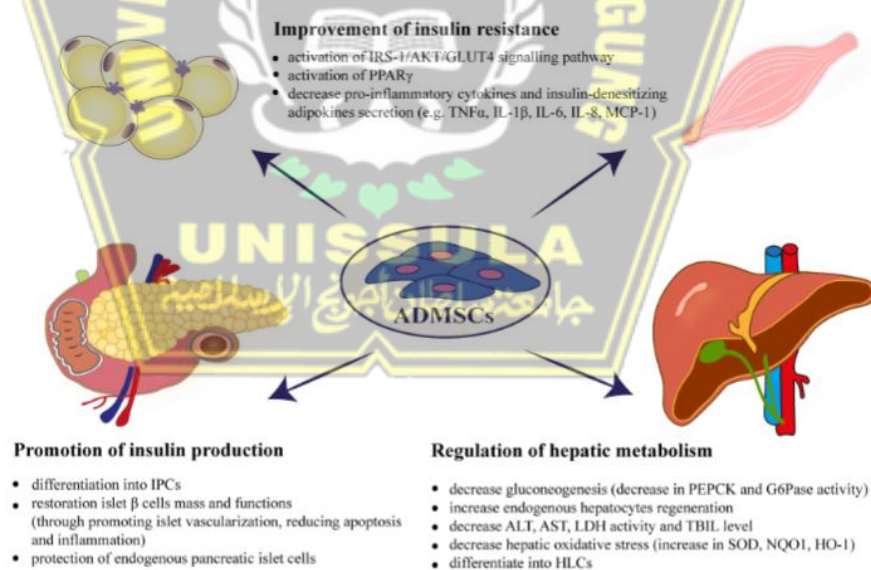 Improvement of insulin resistance
• activation of IRS-1/AKT/GLUT4 signalling pathway
• activation of PPARγ
• decrease pro-inflammatory cytokines and insulin-denesitizing
adipokines secretion (e.g. TNFα, IL-1β, IL-6, IL-8, MCP-1)
UNISSULA
جامعة سلطان أجونج الإسلامية
ADMSCs
Promotion of insulin production
• differentiation into IPCs
• restoration islet β cells mass and functions
(through promoting islet vascularization, reducing apoptosis
and inflammation)
• protection of endogenous pancreatic islet cells
Regulation of hepatic metabolism
• decrease gluconeogenesis (decrease in PEPCK and G6Pase activity)
• increase endogenous hepatocytes regeneration
• decrease ALT, AST, LDH activity and TBIL level
• decrease hepatic oxidative stress (increase in SOD, NQO1, HO-1)
• differentiate into HLCs